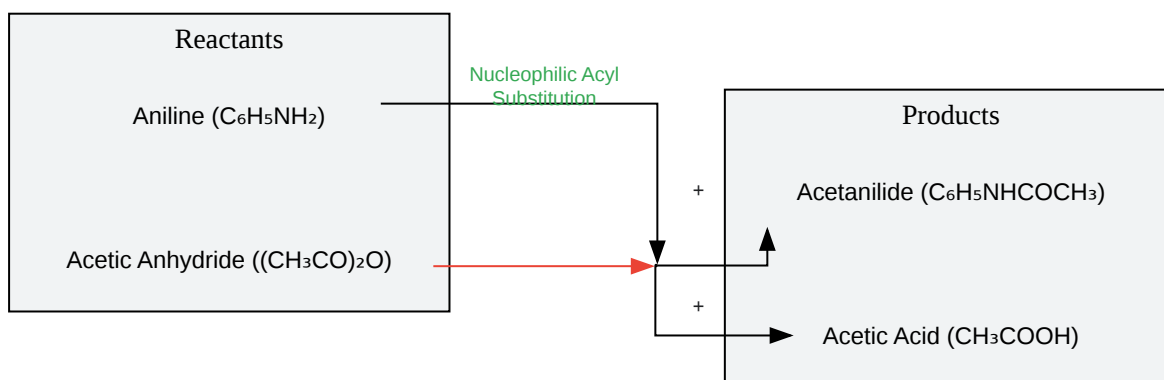 Reactants
Nucleophilic Acyl
Substitution
Aniline (C₆H₅NH₂)
Products
+
Acetanilide (C₆H₅NHCOCH₃)
Acetic Anhydride ((CH₃CO)₂O)
+
Acetic Acid (CH₃COOH)